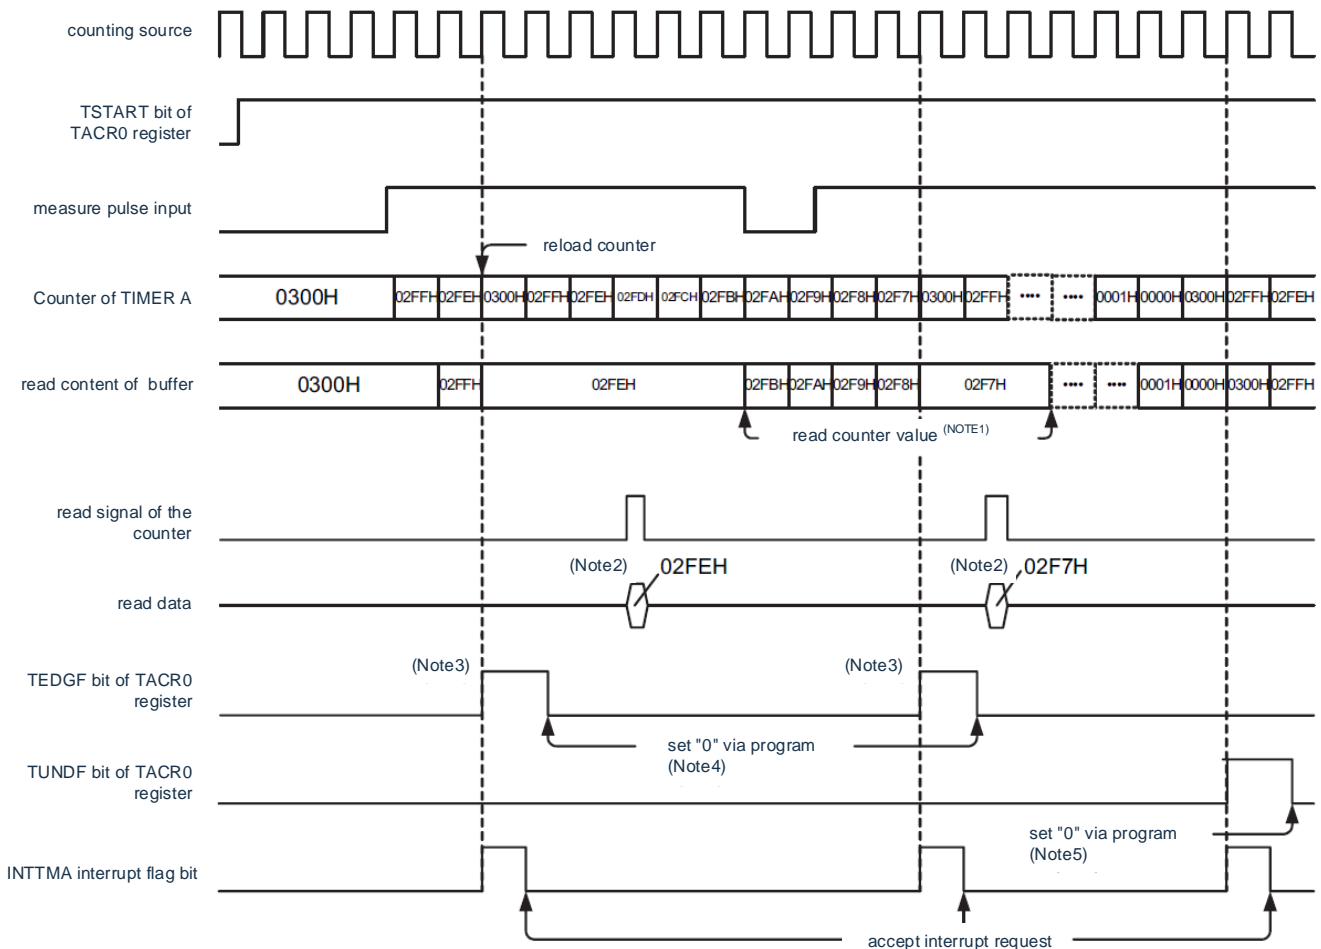 counting source
TSTART bit of
TACR0 register
measure pulse input
reload counter
Counter of TIMER A
0300H 02FFH 02FEH 0300H 02FFH 02FEH 02FDH 02FCH 02FBH 02FAH 02F9H 02F8H 02F7H 0300H 02FFH •••• •••• 0001H 0000H 0300H 02FFH 02FEH
read content of buffer
0300H 02FFH 02FEH 02FBH 02FAH 02F9H 02F8H 02F7H •••• •••• 0001H 0000H 0300H 02FFH
read counter value (NOTE1)
read signal of the
counter
(Note2) 02FEH (Note2) 02F7H
read data
(Note3) (Note3)
TEDGF bit of TACR0
register
set "0" via program
(Note4)
TUNDF bit of TACR0
register
set "0" via program
(Note5)
INTTMA interrupt flag bit
accept interrupt request